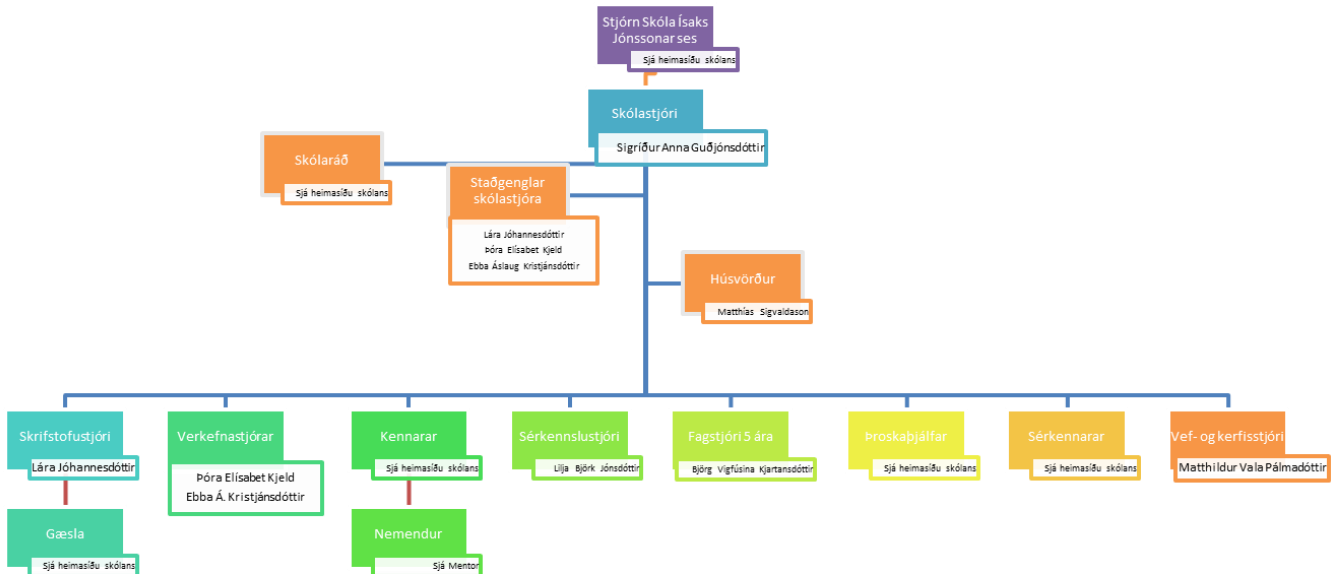 Stjórn Skóla Ísaks
Jónssonar ses
Sjá heimasíðu skólans
Skólastjóri
Sigríður Anna Guðjónsdóttir
Skólaráð
Sjá heimasíðu skólans
Staðgenglar
skólastjóra
Lára Jóhannesdóttir
Þóra Elísabet Kjeld
Ebba Áslaug Kristjánsdóttir
Húsvörður
Matthías Sigvaldason
Skrifstofustjóri
Lára Jóhannesdóttir
Verkefnastjórar
Þóra Elísabet Kjeld
Ebba Á. Kristjánsdóttir
Kennarar
Sjá heimasíðu skólans
Sérkennslustjóri
Lilja Björk Jónsdóttir
Fagstjóri 5 ára
Björg Vigfúsina Kjartansdóttir
Þroskaþjálfar
Sjá heimasíðu skólans
Sérkennarar
Sjá heimasíðu skólans
Vef- og kerfisstjóri
Matthildur Vala Pálmadóttir
Gæsla
Sjá heimasíðu skólans
Nemendur
Sjá Mentor